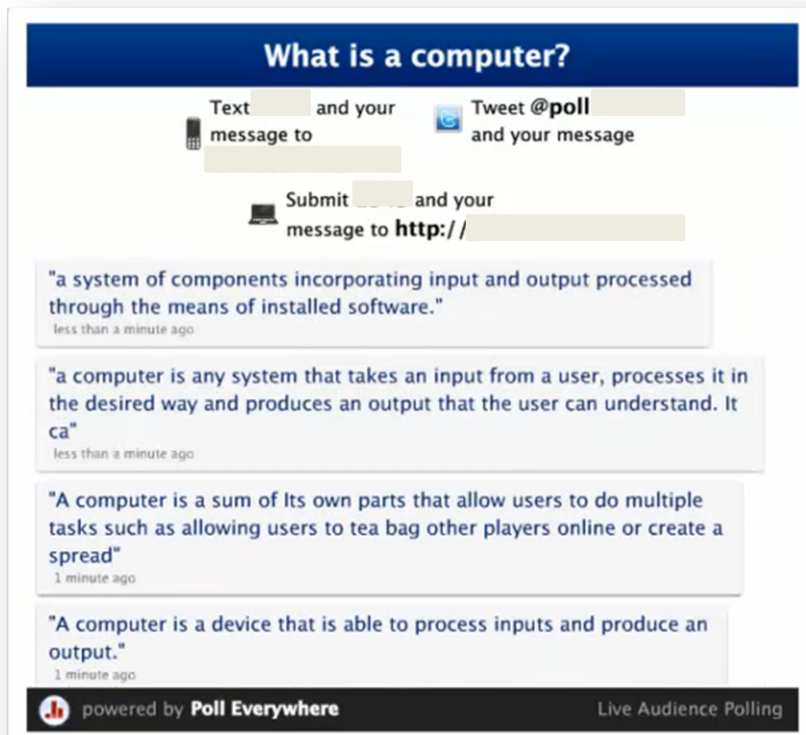 What is a computer?
Text and your
message to
Tweet @poll
and your message
Submit and your
message to http://
"a system of components incorporating input and output processed
through the means of installed software."
less than a minute ago
"a computer is any system that takes an input from a user, processes it in
the desired way and produces an output that the user can understand. It
ca"
less than a minute ago
"A computer is a sum of Its own parts that allow users to do multiple
tasks such as allowing users to tea bag other players online or create a
spread"
1 minute ago
"A computer is a device that is able to process inputs and produce an
output."
1 minute ago
powered by Poll Everywhere
Live Audience Polling